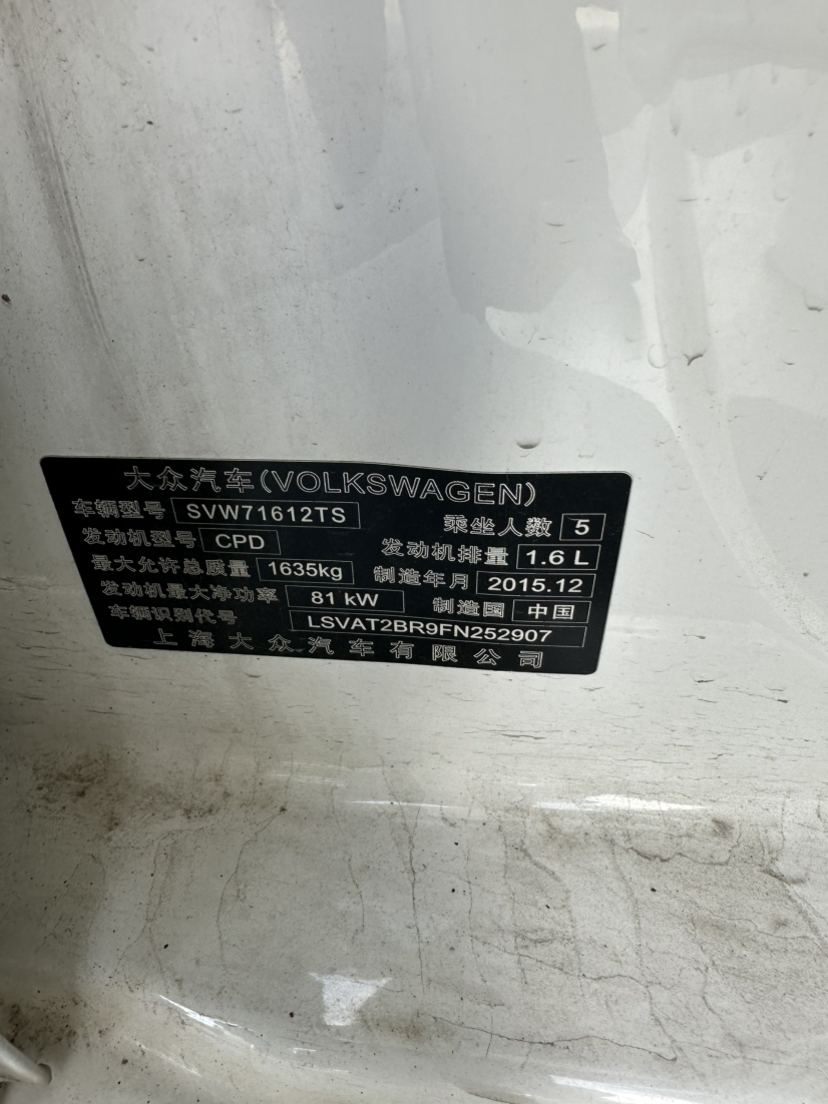 大众汽车(VOLKSWAGEN)
车辆型号 SVW71612TS 乘坐人数 5
发动机型号 CPD 发动机排量 1.6 L
最大允许总质量 1635kg 制造年月 2015.12
发动机最大净功率 81 kW 制造国 中国
车辆识别代号 LSVAT2BR9FN252907
上海大众汽车有限公司